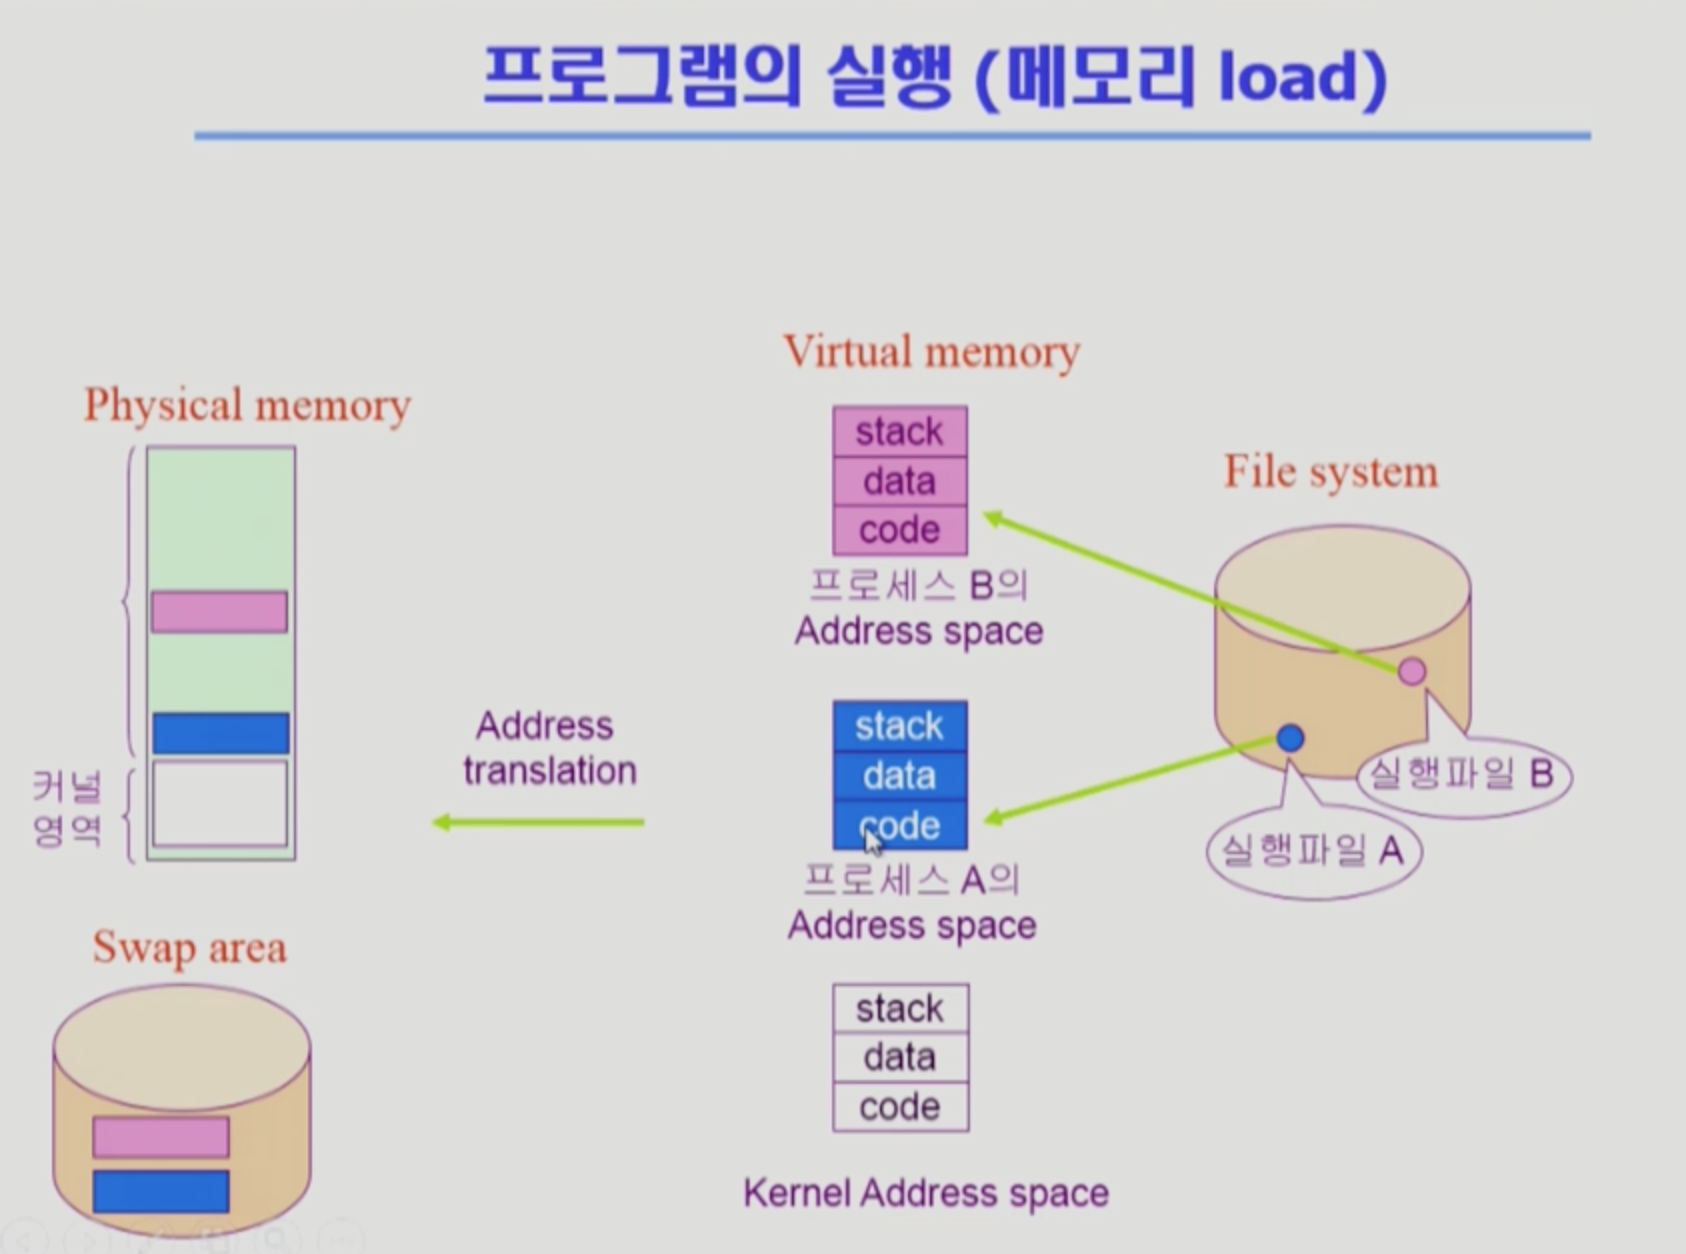 프로그램의 실행 (메모리 load)
Virtual memory
Physical memory
stack
data
code
프로세스 B의
Address space
File system
실행파일 B
실행파일 A
Address
translation
stack
data
code
프로세스 A의
Address space
커널
영역
Swap area
stack
data
code
Kernel Address space